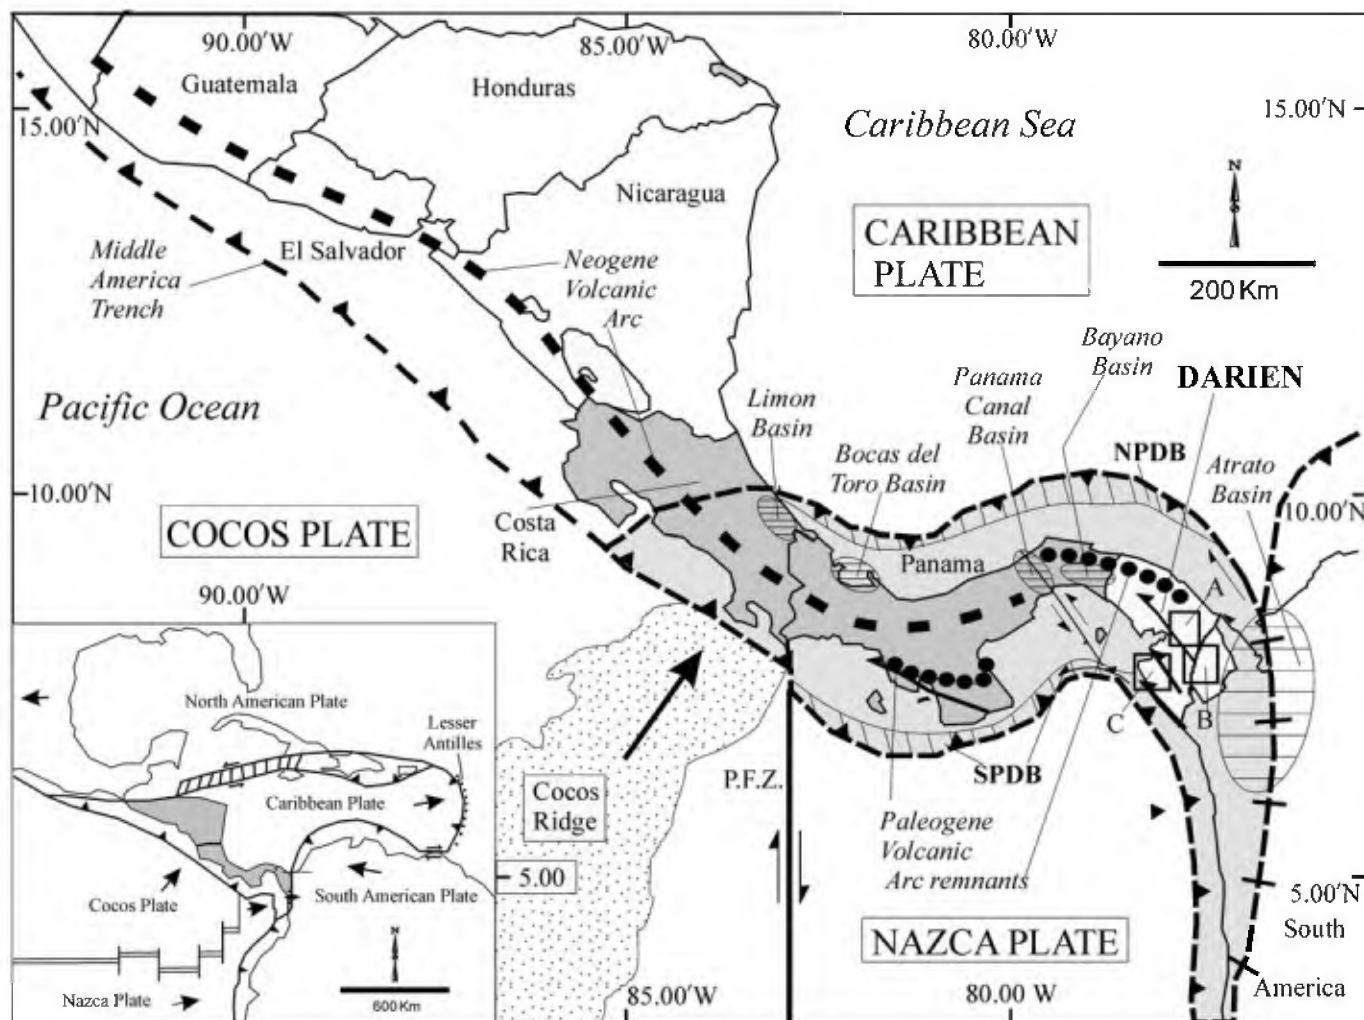 90.00′W
85.00′W
80.00′W
Guatemala
Honduras
15.00′N
Caribbean Sea
15.00′N
N
S
Nicaragua
CARIBBEAN
PLATE
200 Km
Middle
America
Trench
El Salvador
Neogene
Volcanic
Arc
Bayano
Basin
Panama
Canal
Basin
DARIEN
Pacific Ocean
Limon
Basin
Bocas del
Toro Basin
NPDB
Atrato
Basin
10.00′N
10.00′N
COCOS PLATE
Costa
Rica
Panama
A
90.00′W
C
B
North American Plate
Lesser
Antilles
Caribbean Plate
Cocos Plate
South American Plate
Nazca Plate
N
600 Km
Cocos
Ridge
5.00
P.F.Z.
SPDB
Paleogene
Volcanic
Arc remnants
NAZCA PLATE
5.00′N
South
America
85.00′W
80.00′W